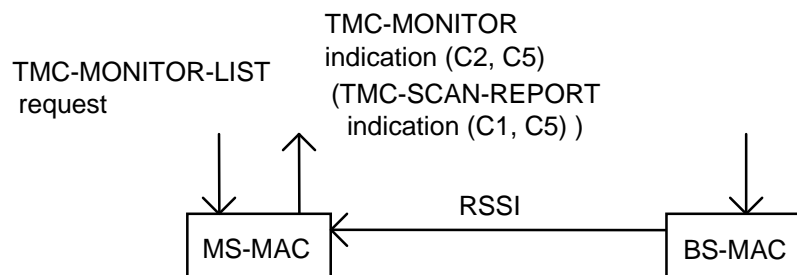 TMC-MONITOR-LIST
request
TMC-MONITOR
indication (C2, C5)
(TMC-SCAN-REPORT
indication (C1, C5) )
RSSI
MS-MAC
BS-MAC